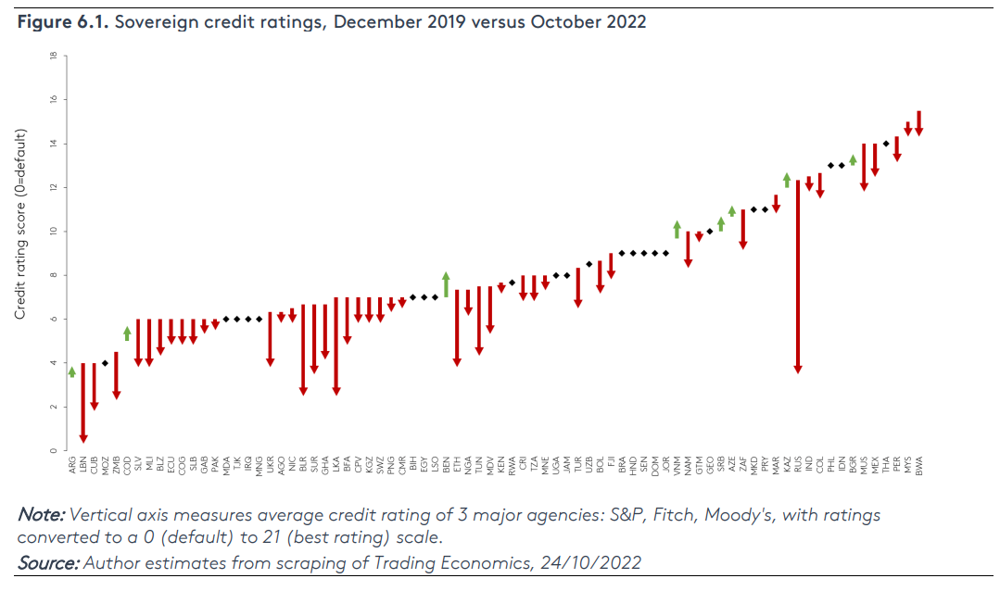 Figure 6.1. Sovereign credit ratings, December 2019 versus October 2022
18
16
14
12
10
8
6
4
2
0
Credit rating score (0=default)
ARG LBN CUB MOZ ZMB COD SLV MLI BLZ ECU COG SLB GAB PAK MDA TJK IRQ MNG UKR AGO NIC BLR SUR GHA LKA BFA CPV KGZ SWZ PNG CMR BIH EGY LSO BEN ETH NGA TUN MDV KEN RWA CRI TZA MNE UGA JAM TUR UZB BOL FJI BRA HND SEN DOM JOR VNM NAM GTM GEO SRB AZE ZAF MKD PRY MAR KAZ RUS IND COL PHL IDN BGR MUS MEX THA PER MYS BWA
Note: Vertical axis measures average credit rating of 3 major agencies: S&P, Fitch, Moody's, with ratings
converted to a 0 (default) to 21 (best rating) scale.
Source: Author estimates from scraping of Trading Economics, 24/10/2022